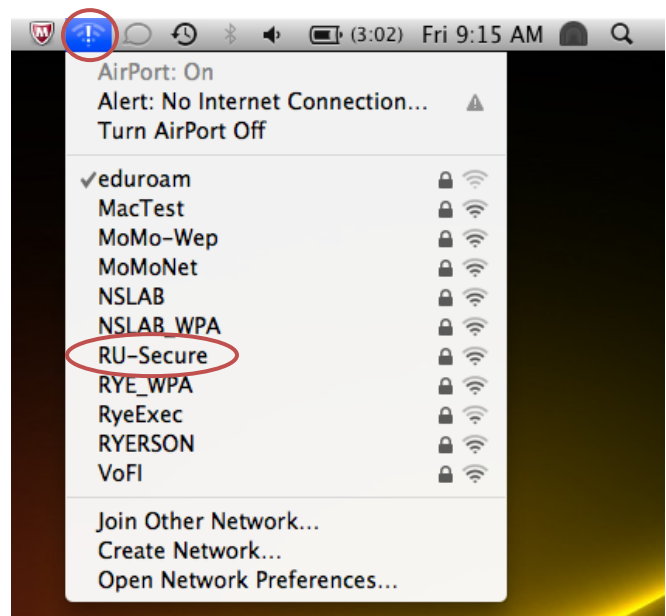 (3:02) Fri 9:15 AM
AirPort: On
Alert: No Internet Connection...
Turn AirPort Off
eduroam
MacTest
MoMo-Wep
MoMoNet
NSLAB
NSLAB_WPA
RU-Secure
RYE_WPA
RyeExec
RYERSON
VoFI
Join Other Network...
Create Network...
Open Network Preferences...